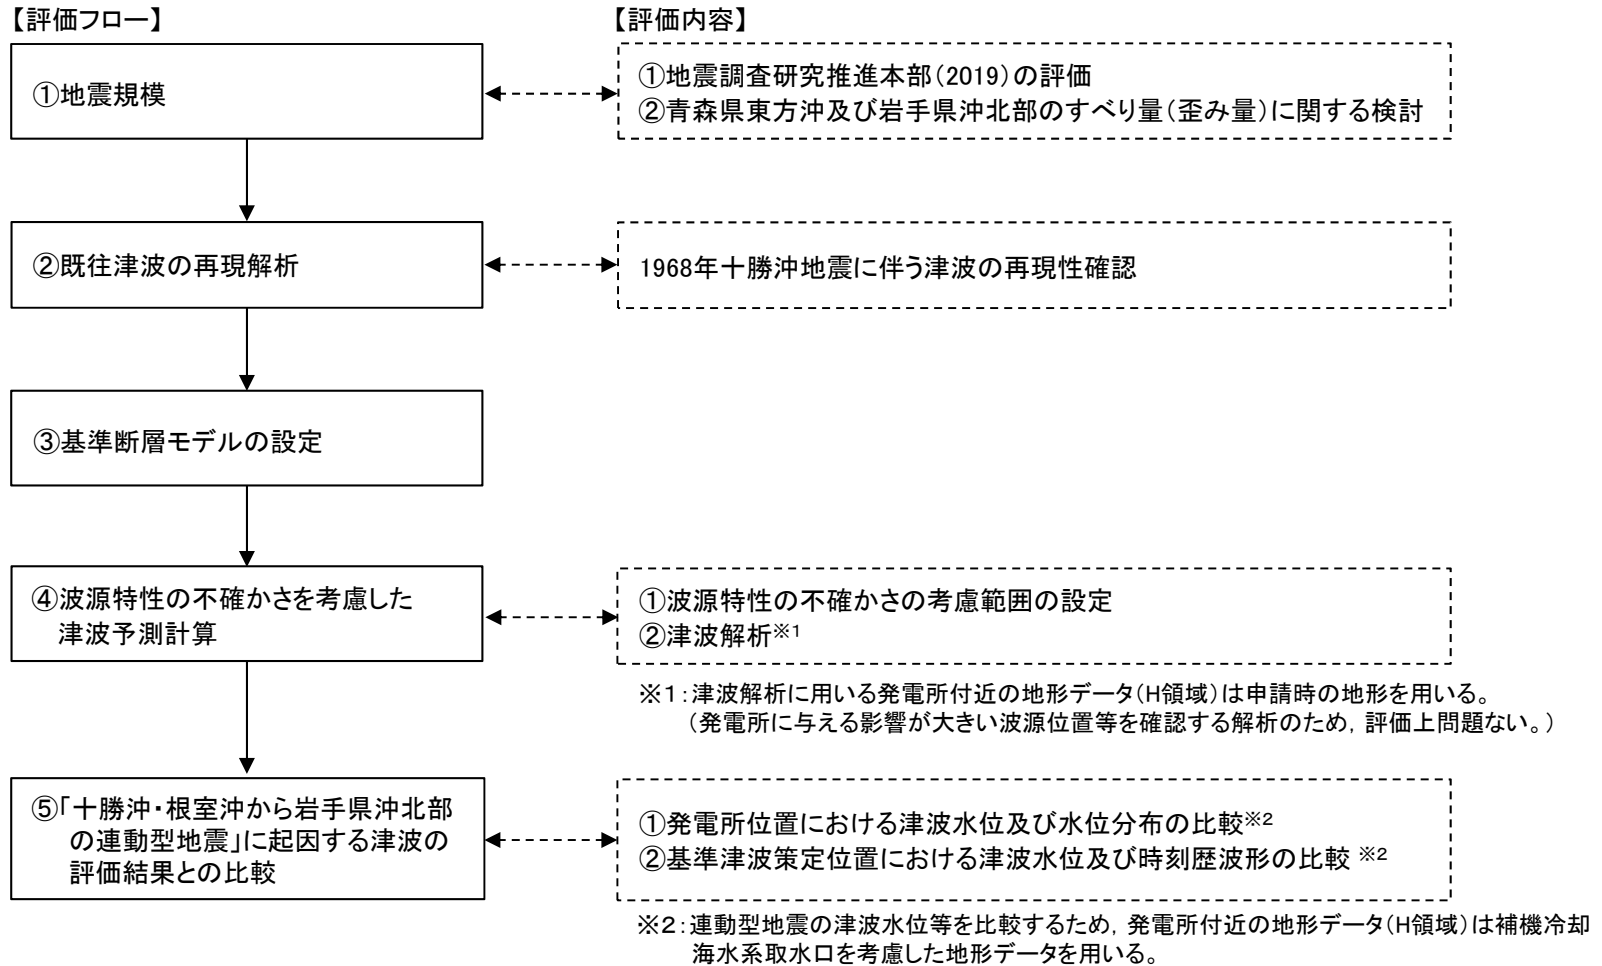 【評価フロー】
【評価内容】
①地震規模
①地震調査研究推進本部(2019)の評価
②青森県東方沖及び岩手県沖北部のすべり量(歪み量)に関する検討
②既往津波の再現解析
1968年十勝沖地震に伴う津波の再現性確認
③基準断層モデルの設定
④波源特性の不確かさを考慮した
津波予測計算
①波源特性の不確かさの考慮範囲の設定
②津波解析※1
※1:津波解析に用いる発電所付近の地形データ(H領域)は申請時の地形を用いる。
(発電所に与える影響が大きい波源位置等を確認する解析のため,評価上問題ない。)
⑤「十勝沖・根室沖から岩手県沖北部
の連動型地震」に起因する津波の
評価結果との比較
①発電所位置における津波水位及び水位分布の比較※2
②基準津波策定位置における津波水位及び時刻歴波形の比較 ※2
※2:連動型地震の津波水位等を比較するため,発電所付近の地形データ(H領域)は補機冷却
海水系取水口を考慮した地形データを用いる。